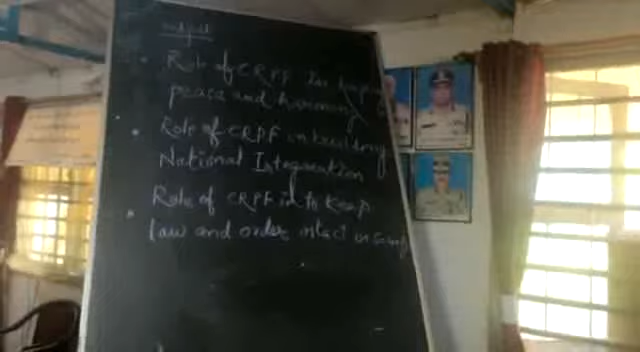 Role of CRPF in keeping
peace and harmony
Role of CRPF in
National Integration
Role of CRPF in to Keep
law and order intact in